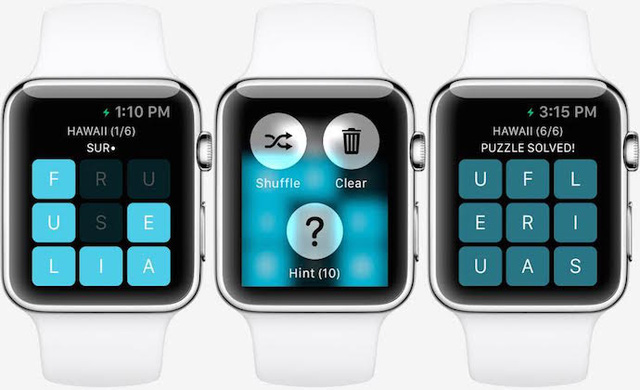 1:10 PM
HAWAII (1/6)
SUR•
F R U
U S E
L I A
Shuffle Clear
?
Hint (10)
3:15 PM
HAWAII (6/6)
PUZZLE SOLVED!
U F L
E R I
U A S